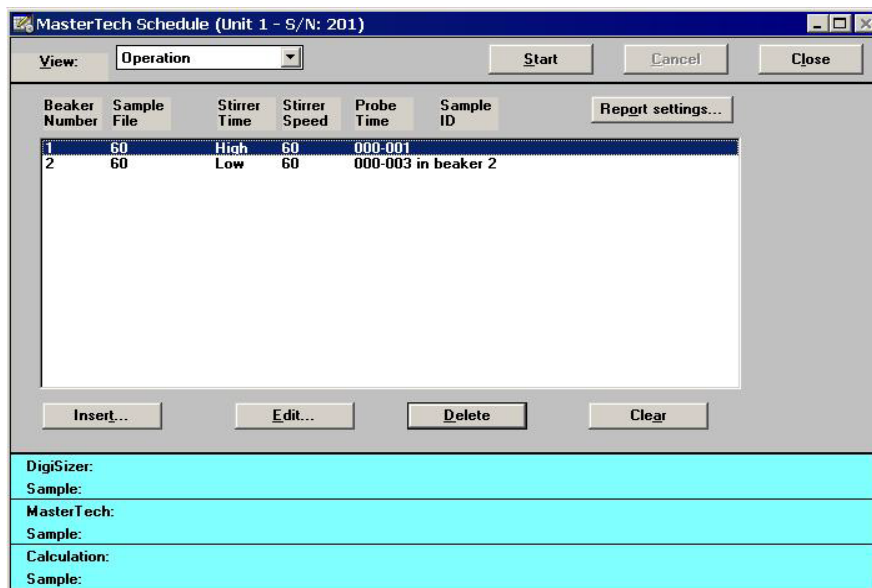 MasterTech Schedule (Unit 1 - S/N: 201)
View: Operation Start Cancel Close
Beaker Number Sample File Stirrer Time Stirrer Speed Probe Time Sample ID Report settings...
1 60 High 60 000-001
2 60 Low 60 000-003 in beaker 2
Insert... Edit... Delete Clear
DigiSizer:
Sample:
MasterTech:
Sample:
Calculation:
Sample: